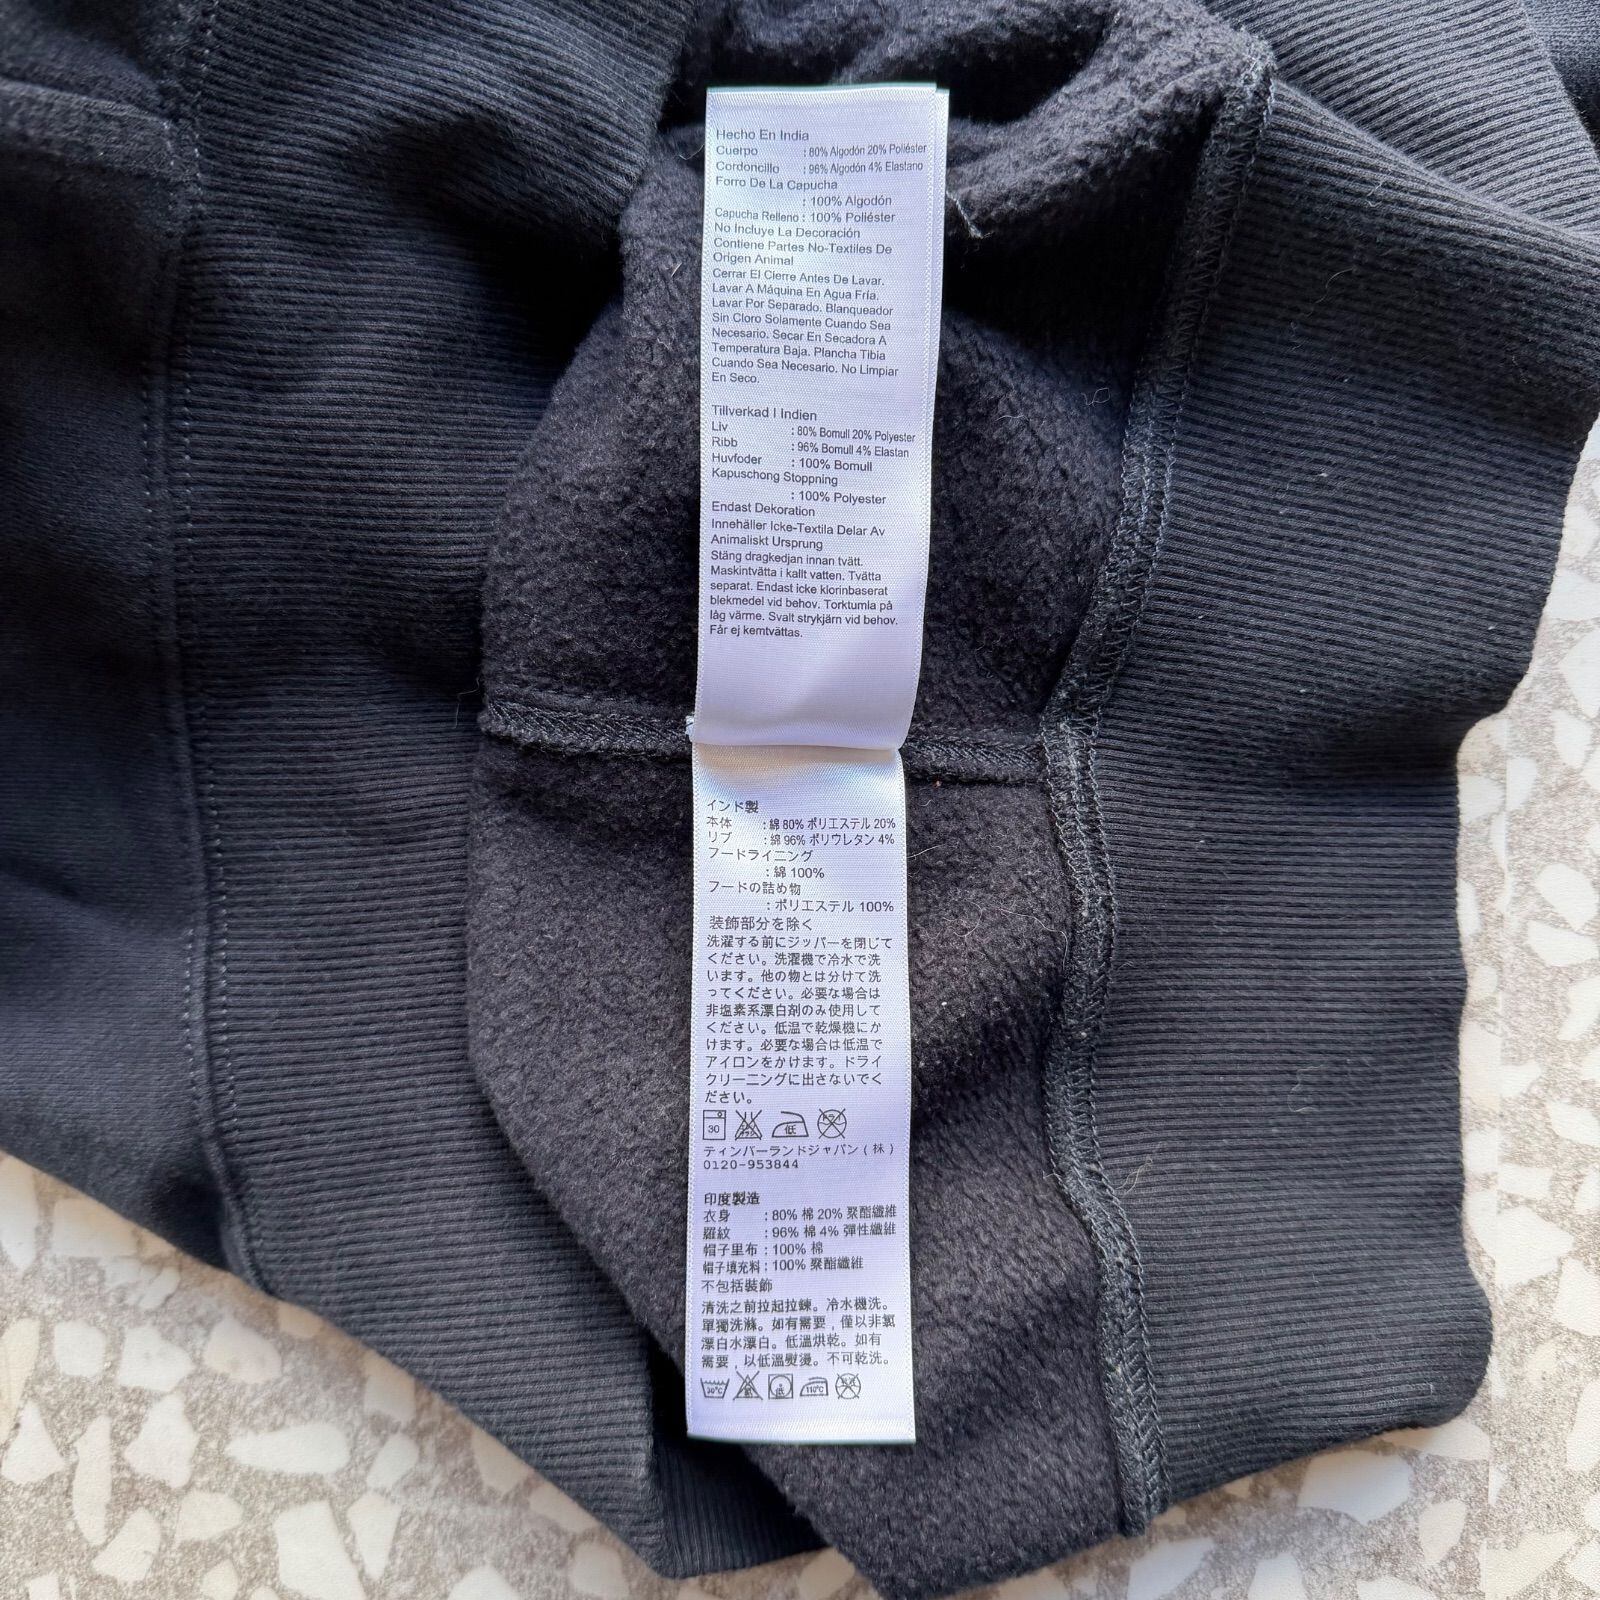 Hecho En India
Cuerpo : 80% Algodón 20% Poliéster
Cordoncillo : 96% Algodón 4% Elastano
Forro De La Capucha
: 100% Algodón
Capucha Relleno : 100% Poliéster
No Incluye La Decoración
Contiene Partes No-Textiles De
Origen Animal
Cerrar El Cierre Antes De Lavar.
Lavar A Máquina En Agua Fría.
Lavar Por Separado. Blanqueador
Sin Cloro Solamente Cuando Sea
Necesario. Secar En Secadora A
Temperatura Baja. Plancha Tibia
Cuando Sea Necesario. No Limpiar
En Seco.
Tillverkad I Indien
Liv : 80% Bomull 20% Polyester
Ribb : 96% Bomull 4% Elastan
Huvfoder : 100% Bomull
Kapuschong Stoppning
: 100% Polyester
Endast Dekoration
Innehåller Icke-Textila Delar Av
Animaliskt Ursprung
Stäng dragkedjan innan tvätt.
Maskintvätta i kallt vatten. Tvätta
separat. Endast icke klorinbaserat
blekmedel vid behov. Torktumla på
låg värme. Svalt strykjärn vid behov.
Får ej kemtvättas.
インド製
本体 : 綿 80% ポリエステル 20%
リブ : 綿 96% ポリウレタン 4%
フードライニング
: 綿 100%
フードの詰め物
: ポリエステル 100%
装飾部分を除く
洗濯する前にジッパーを閉じて
ください。洗濯機で冷水で洗
います。他の物とは分けて洗
ってください。必要な場合は
非塩素系漂白剤のみ使用して
ください。低温で乾燥機にか
けます。必要な場合は低温で
アイロンをかけます。ドライ
クリーニングに出さないでく
ださい。
30 低
ティンバーランドジャパン ( 株 )
0120-953844
印度製造
衣身 : 80% 棉 20% 聚酯纖維
羅紋 : 96% 棉 4% 彈性纖維
帽子里布 : 100% 棉
帽子填充料 : 100% 聚酯纖維
不包括裝飾
清洗之前拉起拉鍊。冷水機洗。
單獨洗滌。如有需要，僅以非氯
漂白水漂白。低溫烘乾。如有
需要，以低溫熨燙。不可乾洗。
30°C 110°C